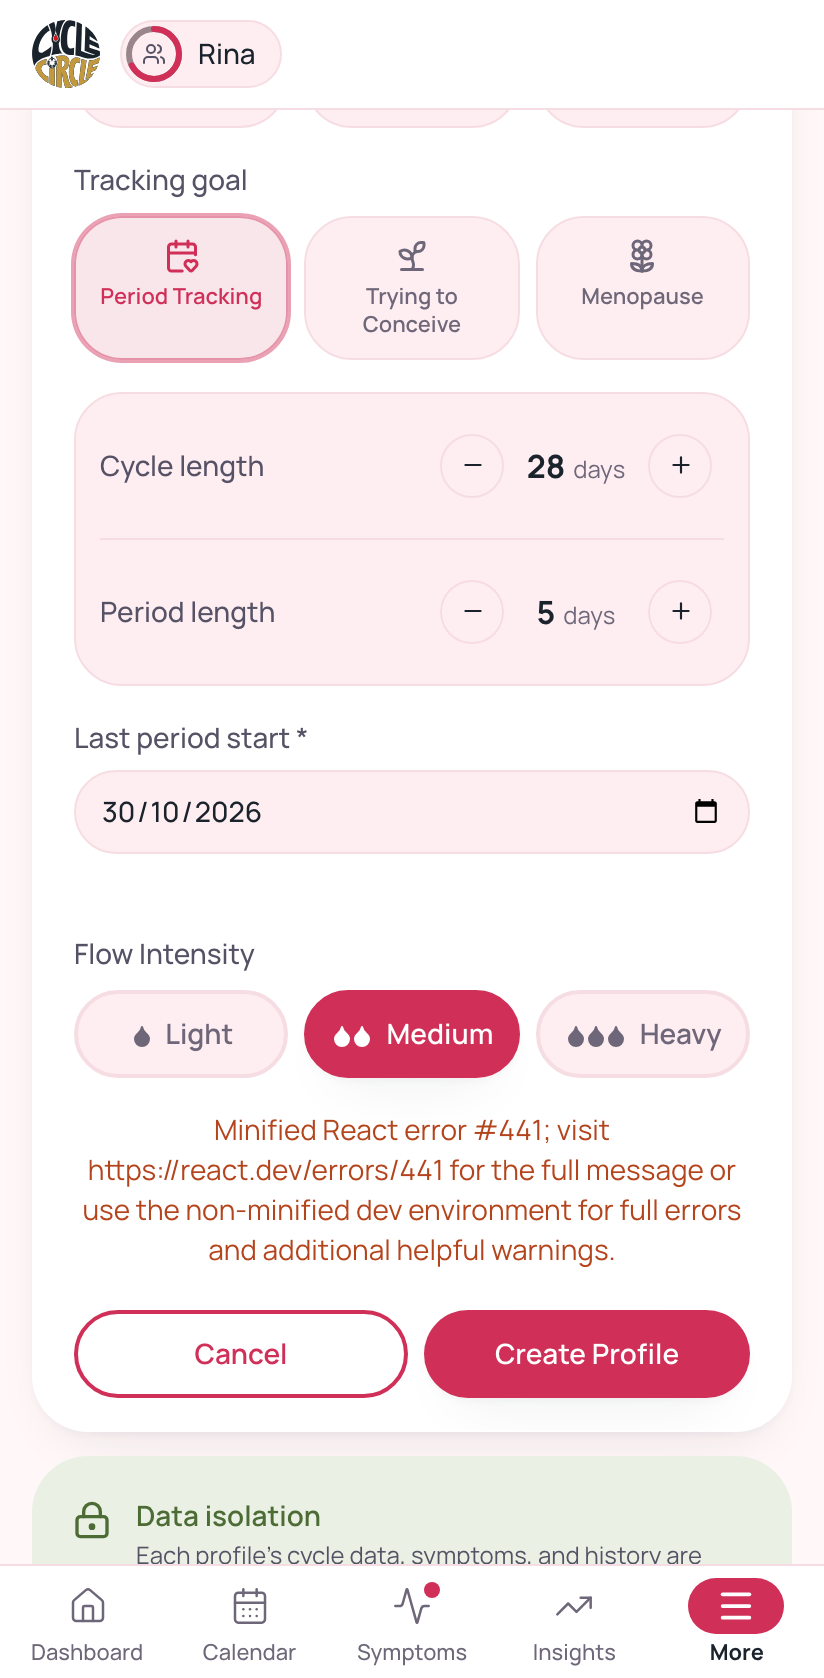 CYCLE
CIRCLE
Rina
Tracking goal
Period Tracking
Trying to
Conceive
Menopause
Cycle length
28 days
Period length
5 days
Last period start *
30/10/2026
Flow Intensity
Light
Medium
Heavy
Minified React error #441; visit
https://react.dev/errors/441 for the full message or
use the non-minified dev environment for full errors
and additional helpful warnings.
Cancel
Create Profile
Data isolation
Each profile's cycle data, symptoms, and history are
Dashboard
Calendar
Symptoms
Insights
More